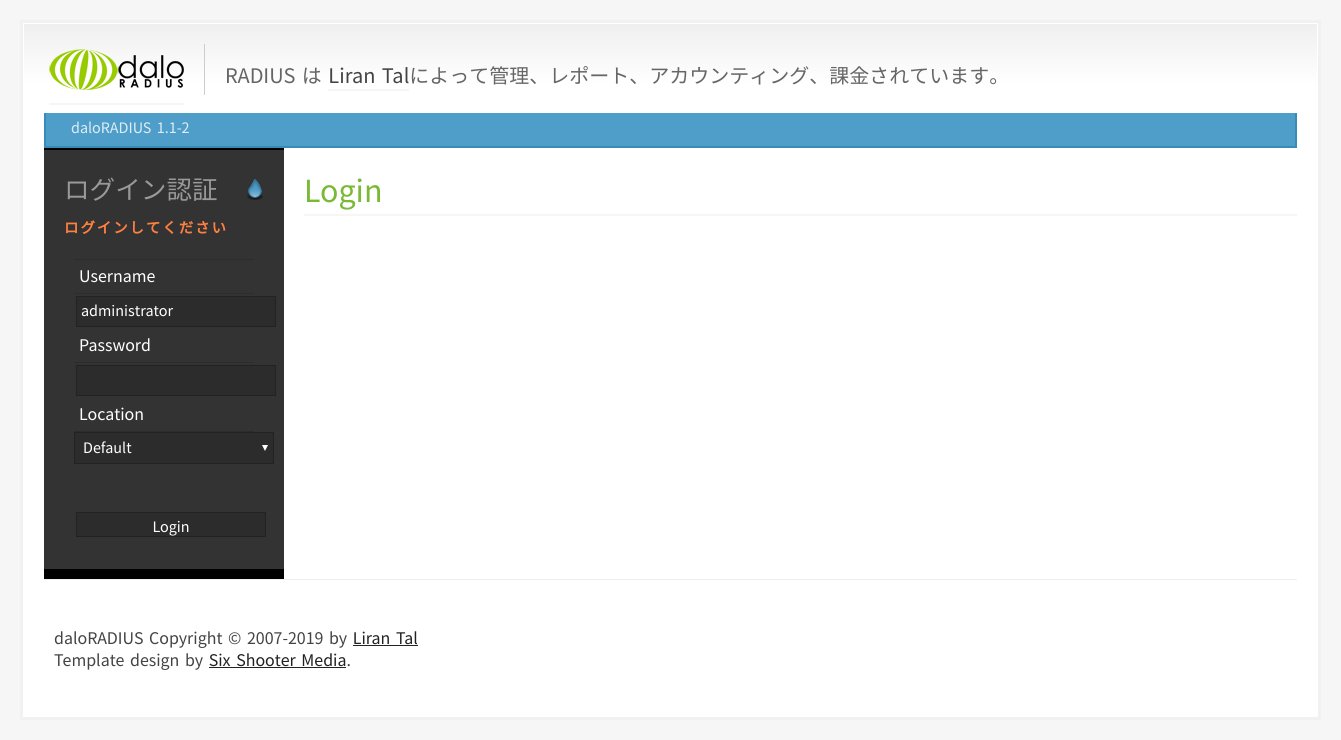 dalo
RADIUS
RADIUS は Liran Talによって管理、レポート、アカウンティング、課金されています。
daloRADIUS 1.1-2
ログイン認証
ログインしてください
Username
administrator
Password
Location
Default
Login
Login
daloRADIUS Copyright © 2007-2019 by Liran Tal
Template design by Six Shooter Media.